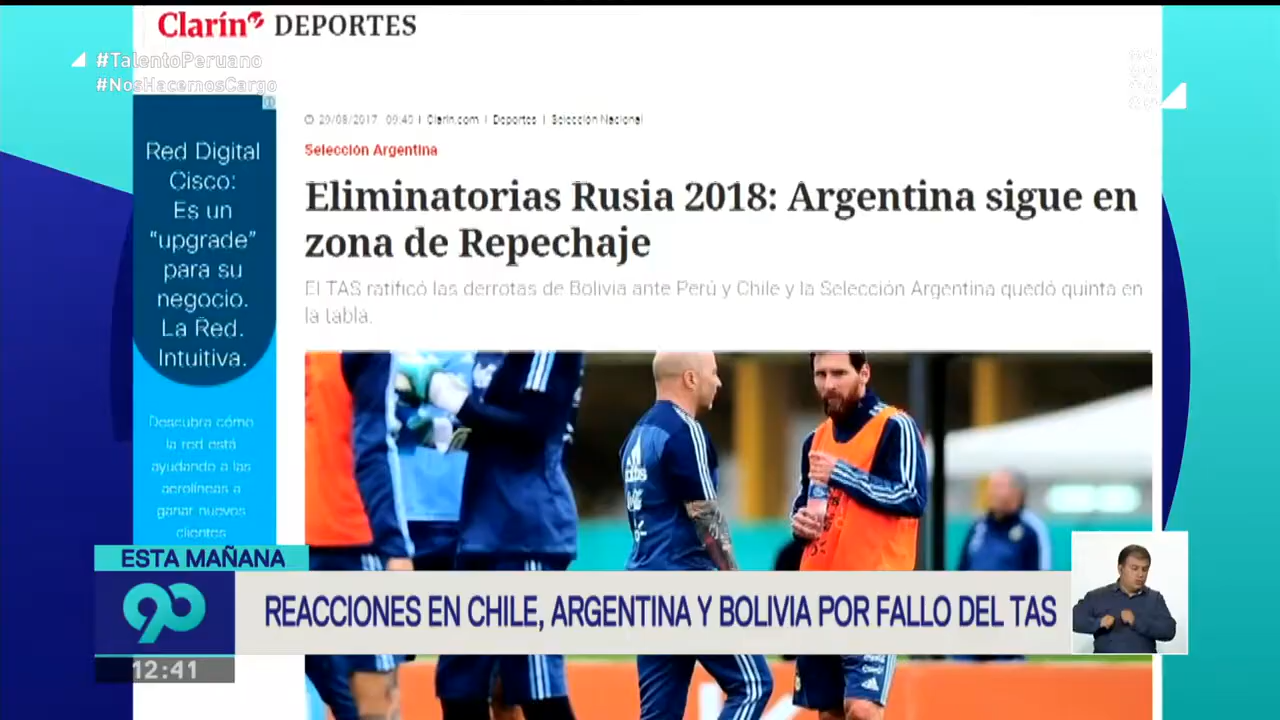 Clarín DEPORTES
#TalentoPeruano
#NosHacemosCargo
29/08/2017 09:40 | Clarín.com | Deportes | Selección Nacional
Selección Argentina
Eliminatorias Rusia 2018: Argentina sigue en
zona de Repechaje
El TAS ratificó las derrotas de Bolivia ante Perú y Chile y la Selección Argentina quedó quinta en
la tabla.
Red Digital
Cisco:
Es un
“upgrade”
para su
negocio.
La Red.
Intuitiva.
Descubra cómo
la red está
ayudando a las
aerolíneas a
ganar nuevos
clientes
adidas
ESTA MAÑANA
90
REACCIONES EN CHILE, ARGENTINA Y BOLIVIA POR FALLO DEL TAS
12:41